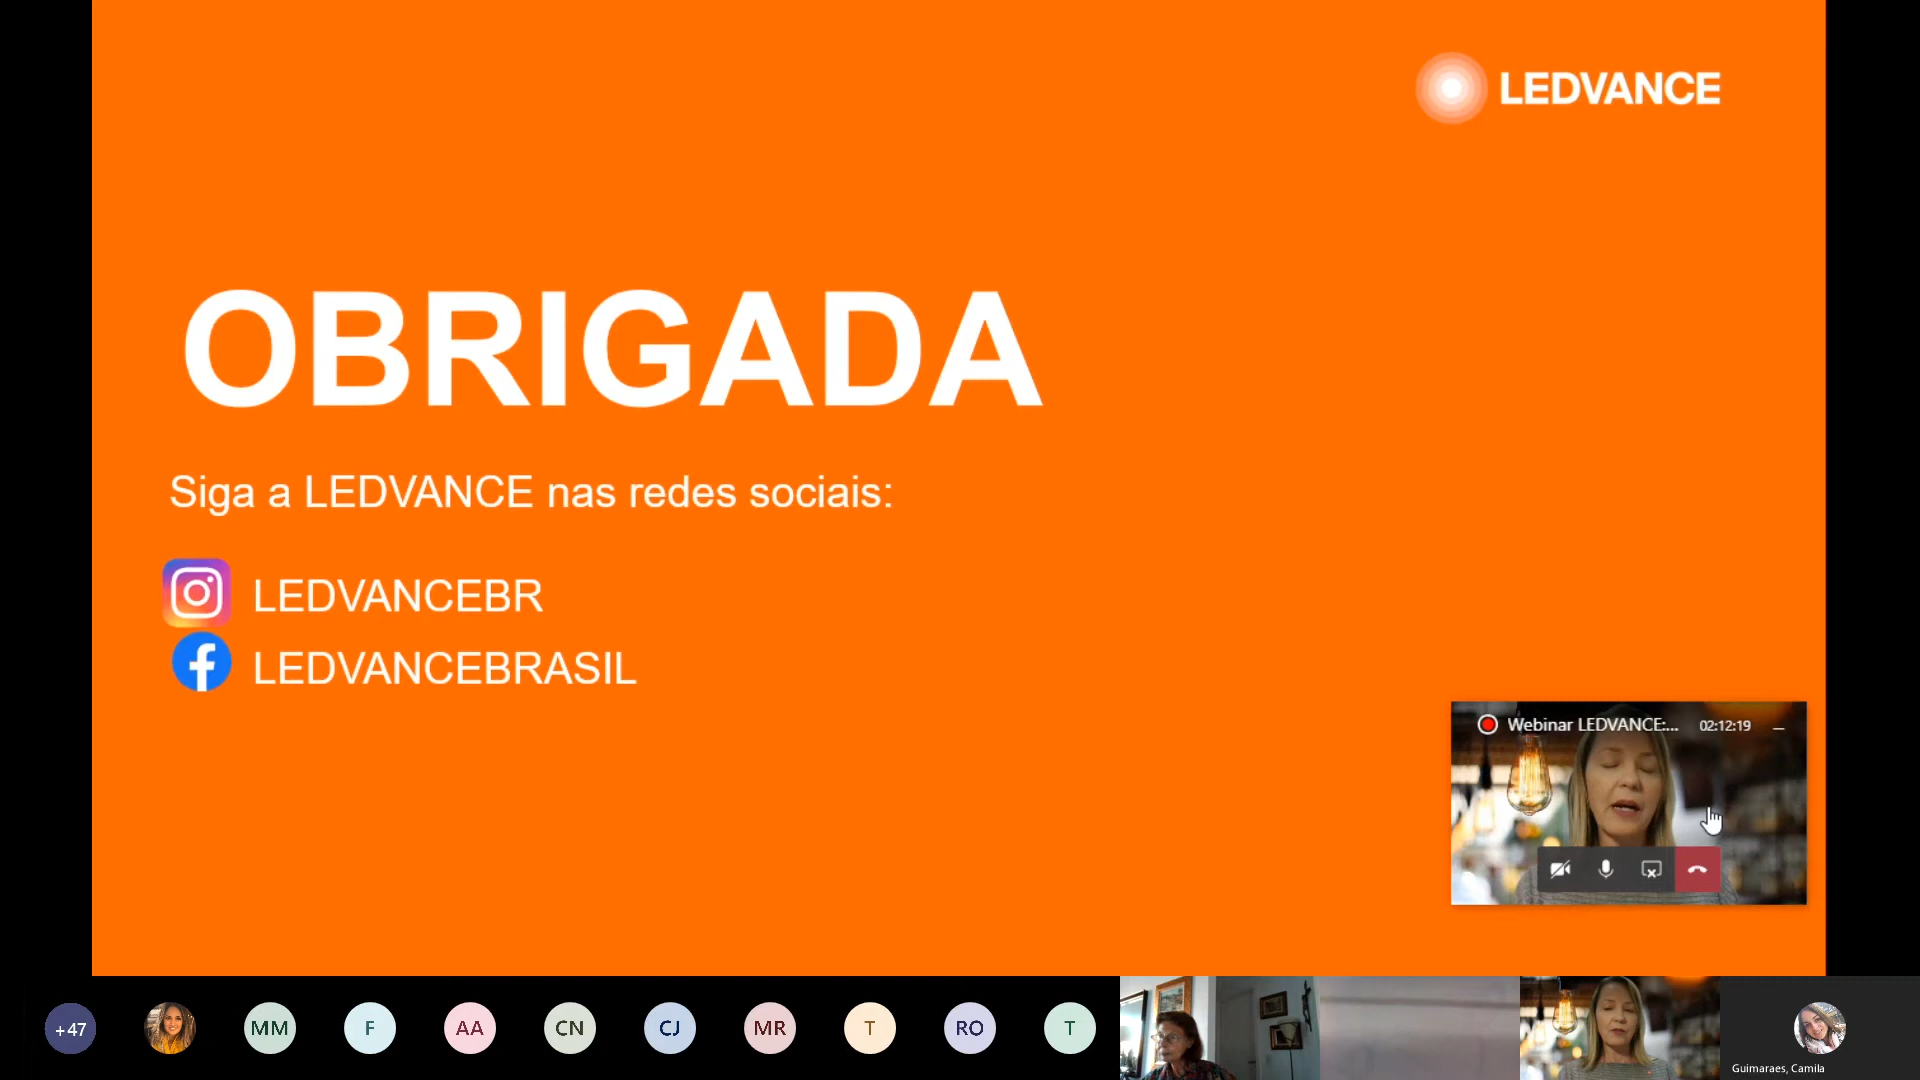 LEDVANCE
OBRIGADA
Siga a LEDVANCE nas redes sociais:
LEDVANCEBR
LEDVANCEBRASIL
Webinar LEDVANCE:... 02:12:19
+47 MM F AA CN CJ MR T RO T
Guimaraes, Camila